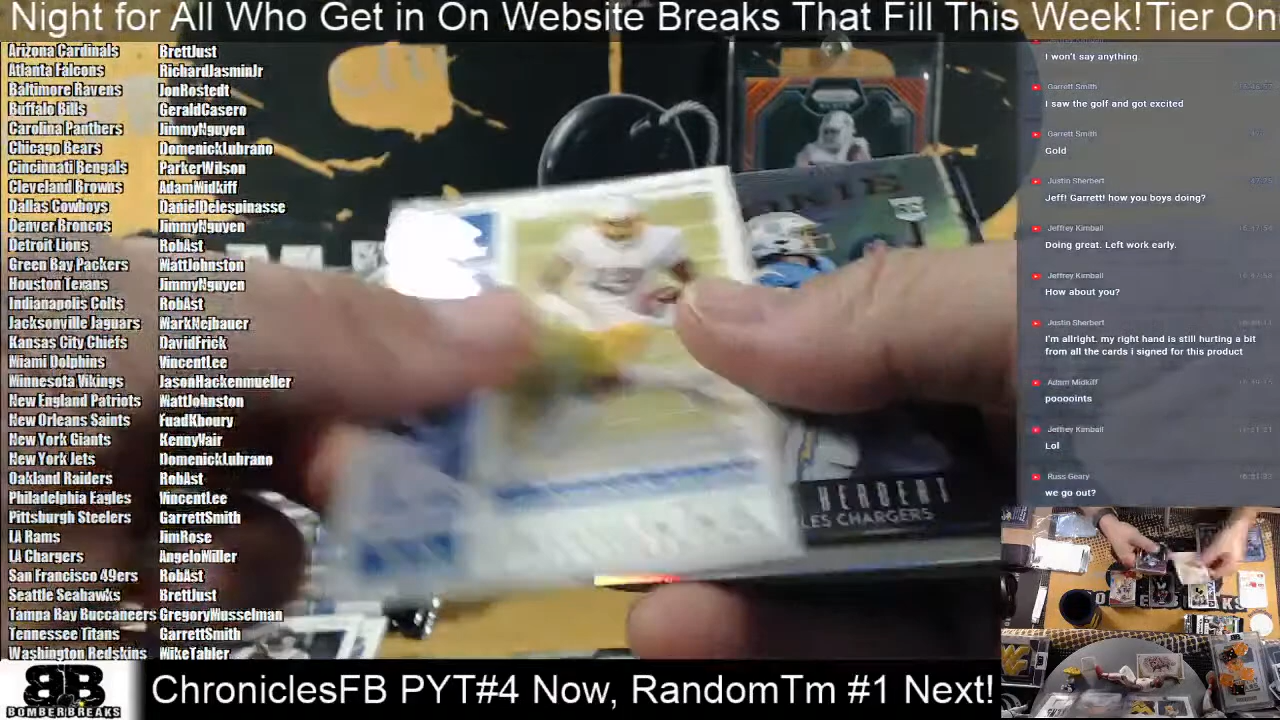 Night for All Who Get in On Website Breaks That Fill This Week!Tier On
Arizona Cardinals BrettJust
Atlanta Falcons RichardJasminJr
Baltimore Ravens JonRostedt
Buffalo Bills GeraldCasero
Carolina Panthers JimmyNguyen
Chicago Bears DomenickLubrano
Cincinnati Bengals ParkerWilson
Cleveland Browns AdamMidkiff
Dallas Cowboys DanielDelespinasse
Denver Broncos JimmyNguyen
Detroit Lions RobAst
Green Bay Packers MattJohnston
Houston Texans JimmyNguyen
Indianapolis Colts RobAst
Jacksonville Jaguars MarkNejbauer
Kansas City Chiefs DavidFrick
Miami Dolphins VincentLee
Minnesota Vikings JasonHackenmueller
New England Patriots MattJohnston
New Orleans Saints FuadKhoury
New York Giants KennyNair
New York Jets DomenickLubrano
Oakland Raiders RobAst
Philadelphia Eagles VincentLee
Pittsburgh Steelers GarrettSmith
LA Rams JimRose
LA Chargers AngeloMiller
San Francisco 49ers RobAst
Seattle Seahawks BrettJust
Tampa Bay Buccaneers GregoryMusselman
Tennessee Titans GarrettSmith
Washington Redskins MikeTabler
HERBERT
LES CHARGERS
I won't say anything
Garrett Smith
I saw the golf and got excited
Garrett Smith
Gold
Justin Sherbert
Jeff! Garrett! how you boys doing?
Jeffrey Kimball
Doing great. Left work early.
Jeffrey Kimball
How about you?
Justin Sherbert
I'm allright. my right hand is still hurting a bit
from all the cards i signed for this product
Adam Midkiff
pooooints
Jeffrey Kimball
Lol
Russ Geary
we go out?
BOMBERBREAKS
ChroniclesFB PYT#4 Now, RandomTm #1 Next!